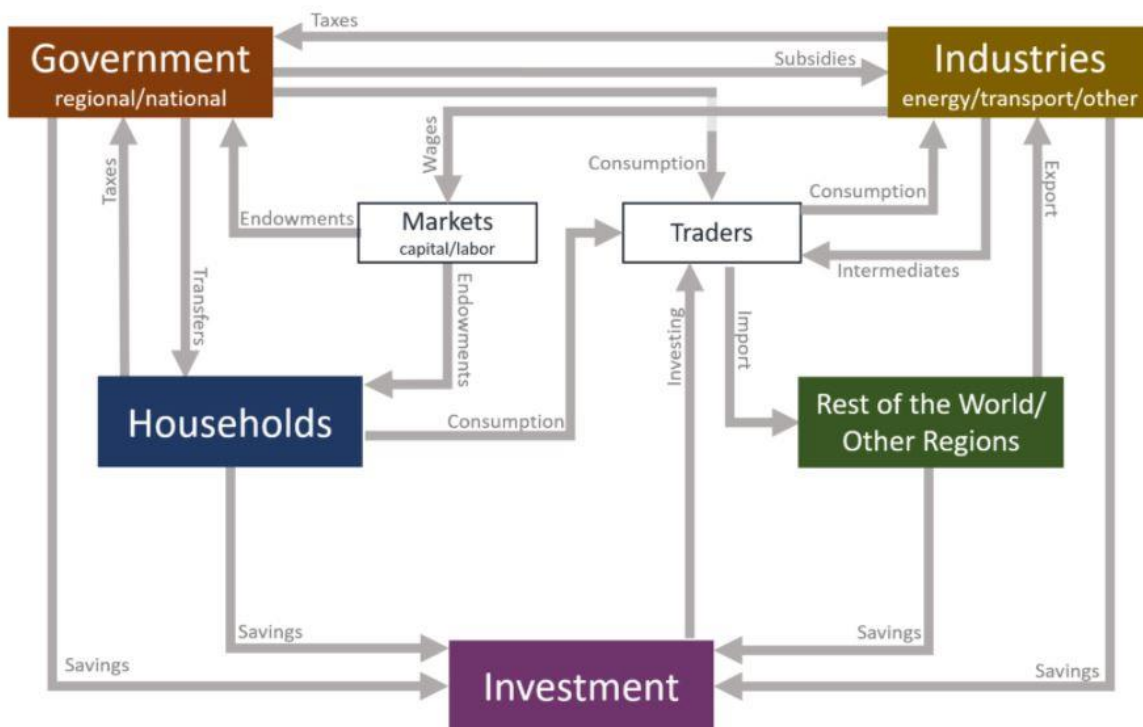 Taxes
Government
regional/national
Industries
energy/transport/other
Subsidies
Taxes
Wages
Consumption
Consumption
Export
Endowments
Markets
capital/labor
Traders
Intermediates
Transfers
Endowments
Investing
Import
Households
Consumption
Rest of the World/
Other Regions
Savings
Savings
Savings
Savings
Investment